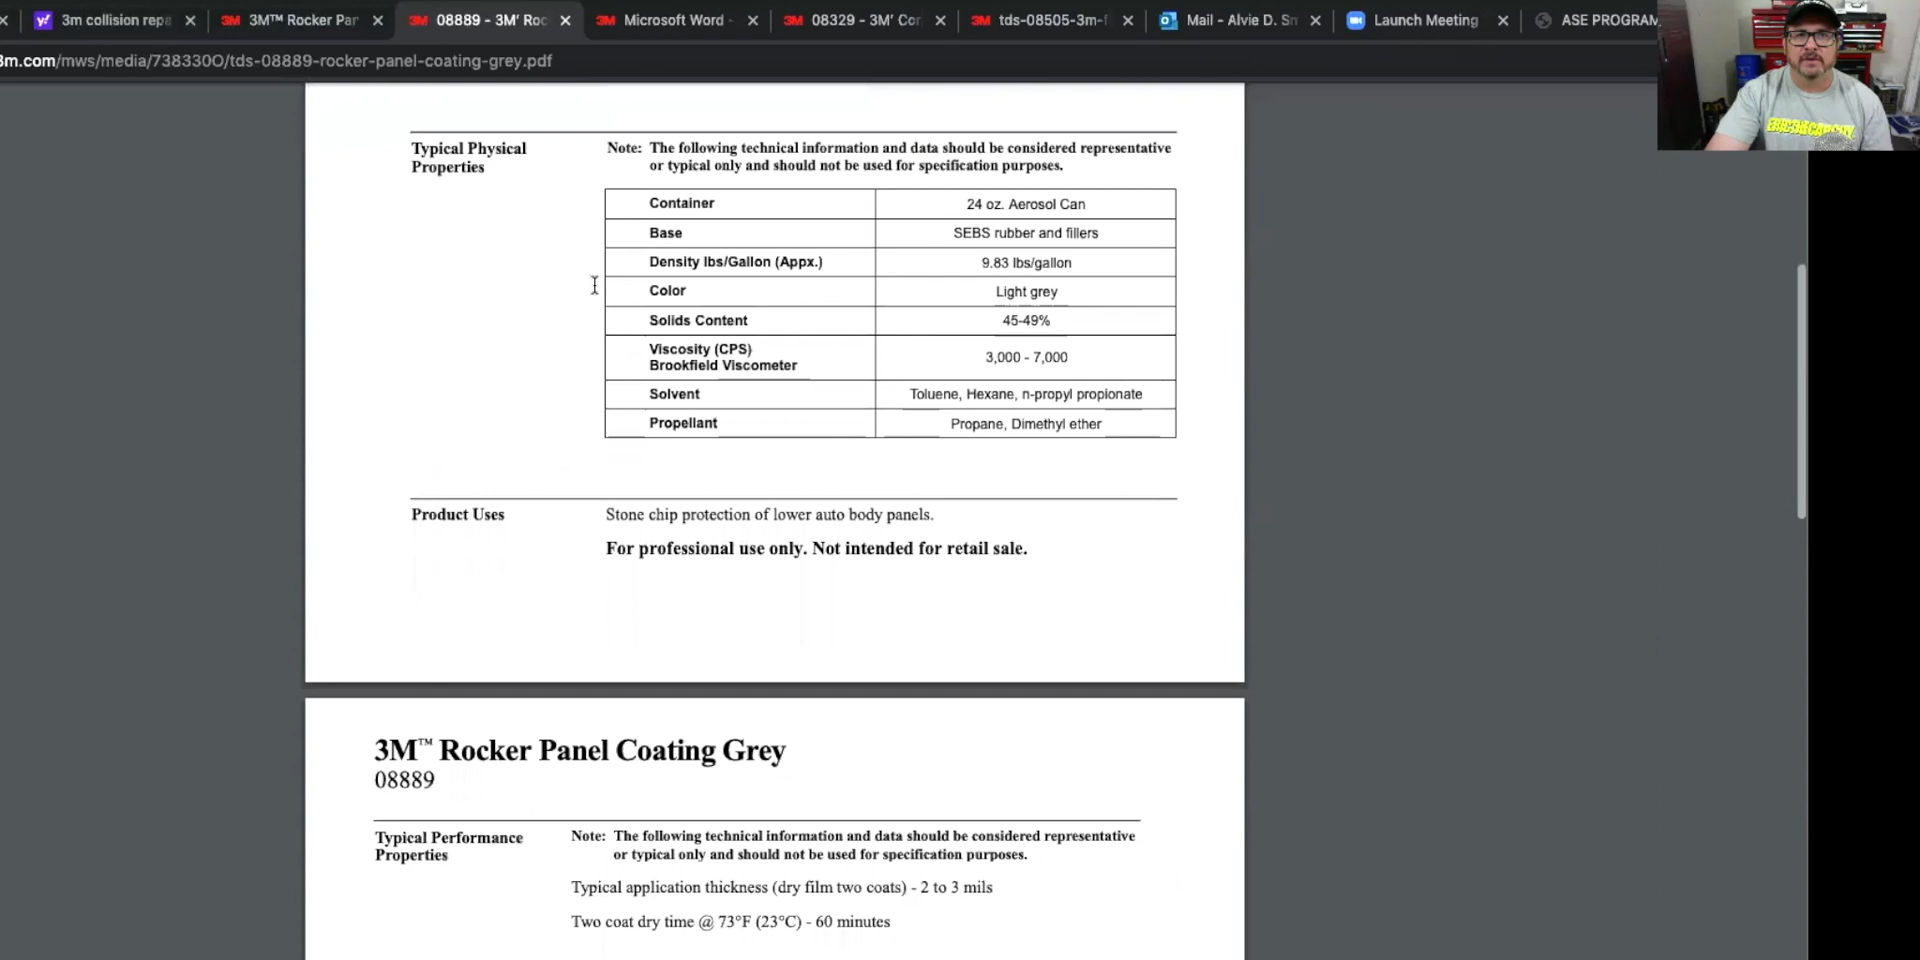 3m collision repa
3M™ Rocker Par
08889 - 3M' Roc
Microsoft Word -
08329 - 3M' Cor
tds-08505-3m-f
Mail - Alvie D. Sm
Launch Meeting
ASE PROGRAM
3m.com/mws/media/738330O/tds-08889-rocker-panel-coating-grey.pdf
Typical Physical
Properties
Note: The following technical information and data should be considered representative
or typical only and should not be used for specification purposes.
Container 24 oz. Aerosol Can
Base SEBS rubber and fillers
Density lbs/Gallon (Appx.) 9.83 lbs/gallon
Color Light grey
Solids Content 45-49%
Viscosity (CPS)
Brookfield Viscometer 3,000 - 7,000
Solvent Toluene, Hexane, n-propyl propionate
Propellant Propane, Dimethyl ether
Product Uses Stone chip protection of lower auto body panels.
For professional use only. Not intended for retail sale.
3M™ Rocker Panel Coating Grey
08889
Typical Performance
Properties
Note: The following technical information and data should be considered representative
or typical only and should not be used for specification purposes.
Typical application thickness (dry film two coats) - 2 to 3 mils
Two coat dry time @ 73°F (23°C) - 60 minutes